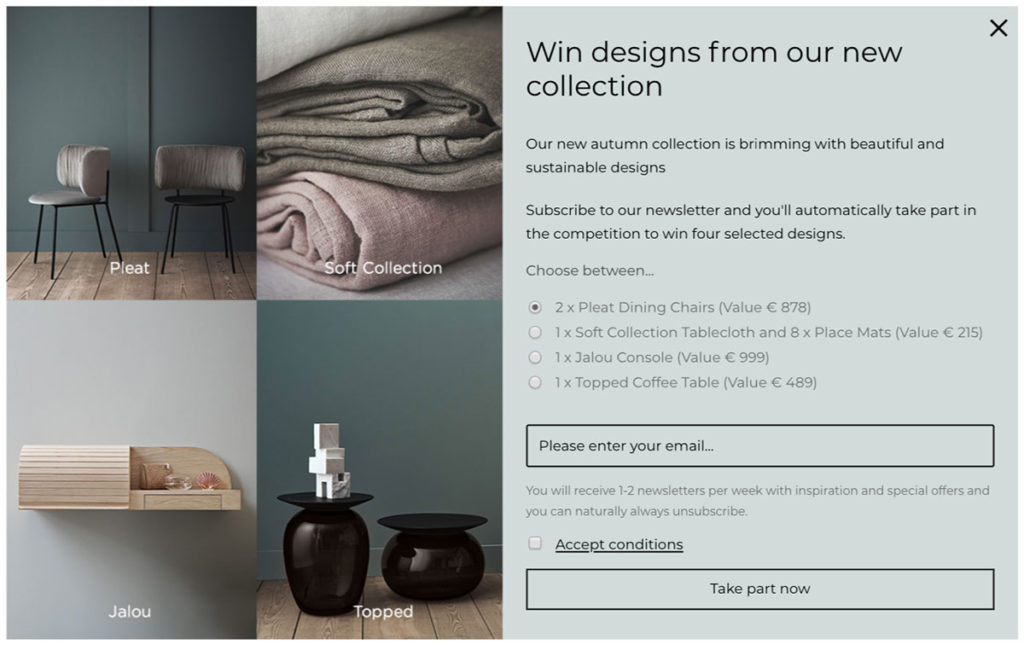 Pleat
Soft Collection
Jalou
Topped
Win designs from our new
collection
Our new autumn collection is brimming with beautiful and
sustainable designs
Subscribe to our newsletter and you'll automatically take part in
the competition to win four selected designs.
Choose between...
2 x Pleat Dining Chairs (Value € 878)
1 x Soft Collection Tablecloth and 8 x Place Mats (Value € 215)
1 x Jalou Console (Value € 999)
1 x Topped Coffee Table (Value € 489)
Please enter your email...
You will receive 1-2 newsletters per week with inspiration and special offers and
you can naturally always unsubscribe.
Accept conditions
Take part now